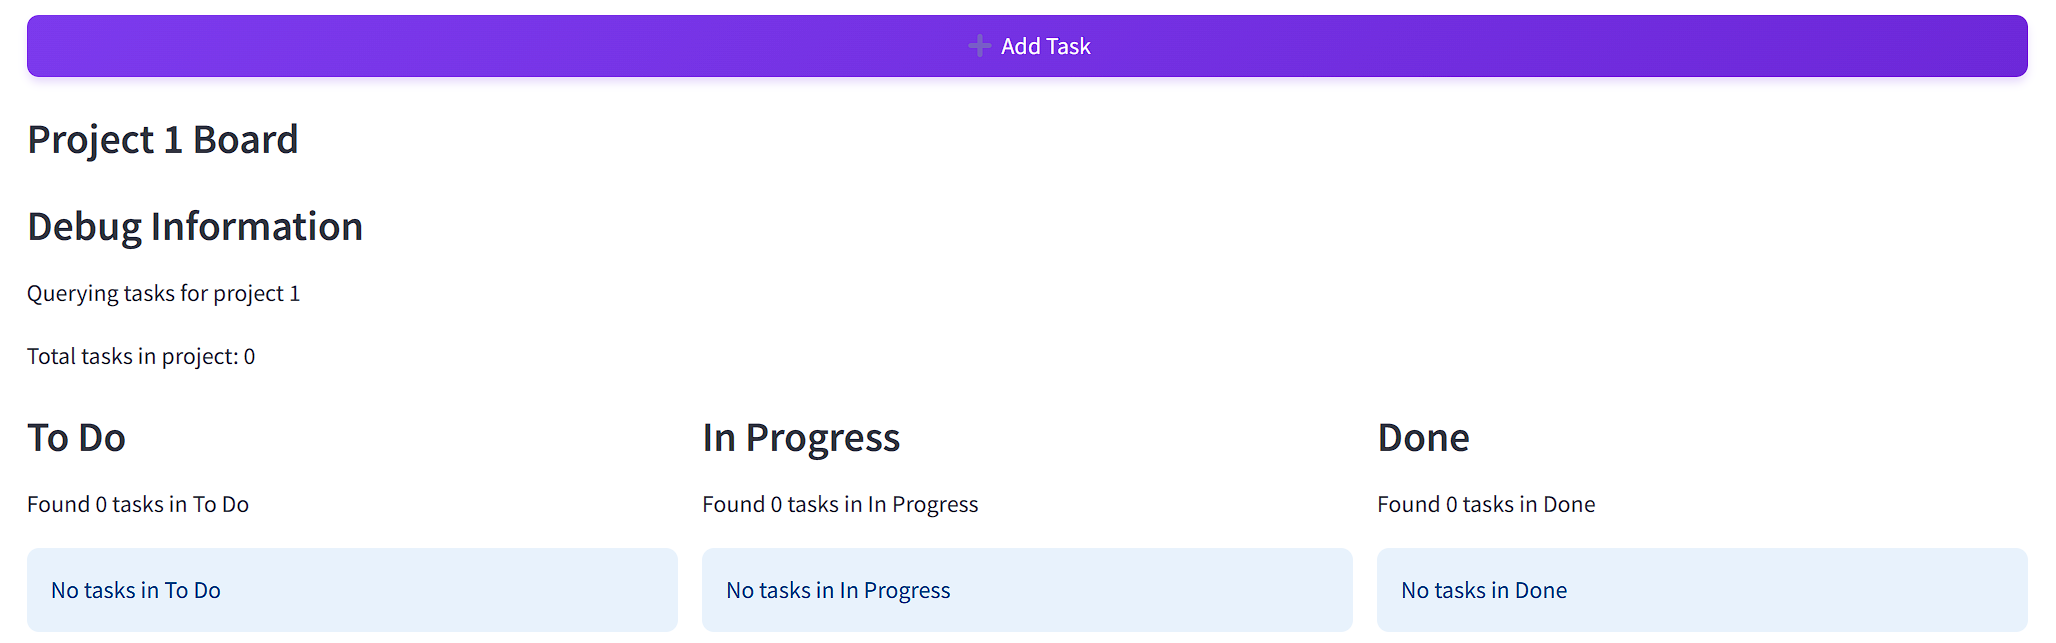 Add Task
Project 1 Board
Debug Information
Querying tasks for project 1
Total tasks in project: 0
To Do
Found 0 tasks in To Do
No tasks in To Do
In Progress
Found 0 tasks in In Progress
No tasks in In Progress
Done
Found 0 tasks in Done
No tasks in Done